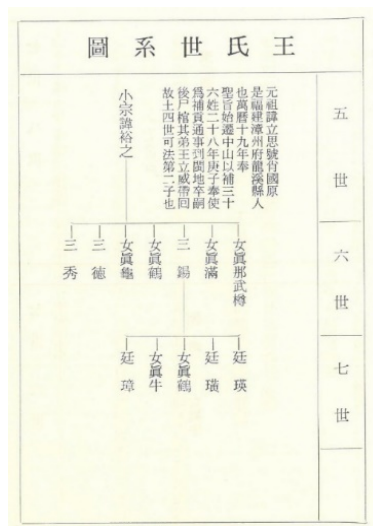 王氏世系圖
五世
元祖諱立思號肯國原
是福建漳州府龍溪縣人
也萬曆十九年奉
聖旨始遷中山以補三十
六姓二十八年庚子奉使
爲補貢通事到閩地卒嗣
後尸棺其弟王立威帶回
故土四世可法第二子也
小宗諱裕之
六世
女眞那武樽
女眞滿
三錫
女眞鶴
女眞龜
三德
三秀
七世
廷瑛
廷璜
女眞鶴
女眞牛
廷璋